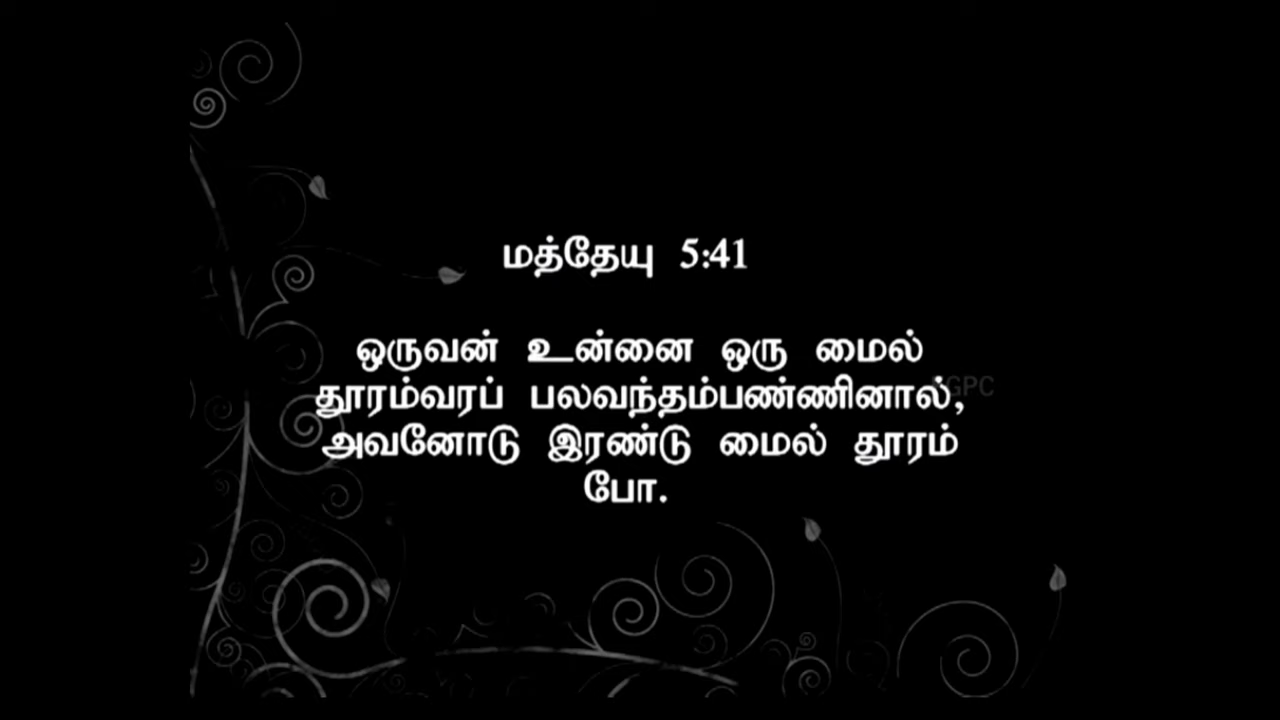 மத்தேயு 5:41
ஒருவன் உன்னை ஒரு மைல்
தூரம்வரப் பலவந்தம்பண்ணினால்,
அவனோடு இரண்டு மைல் தூரம்
போ.